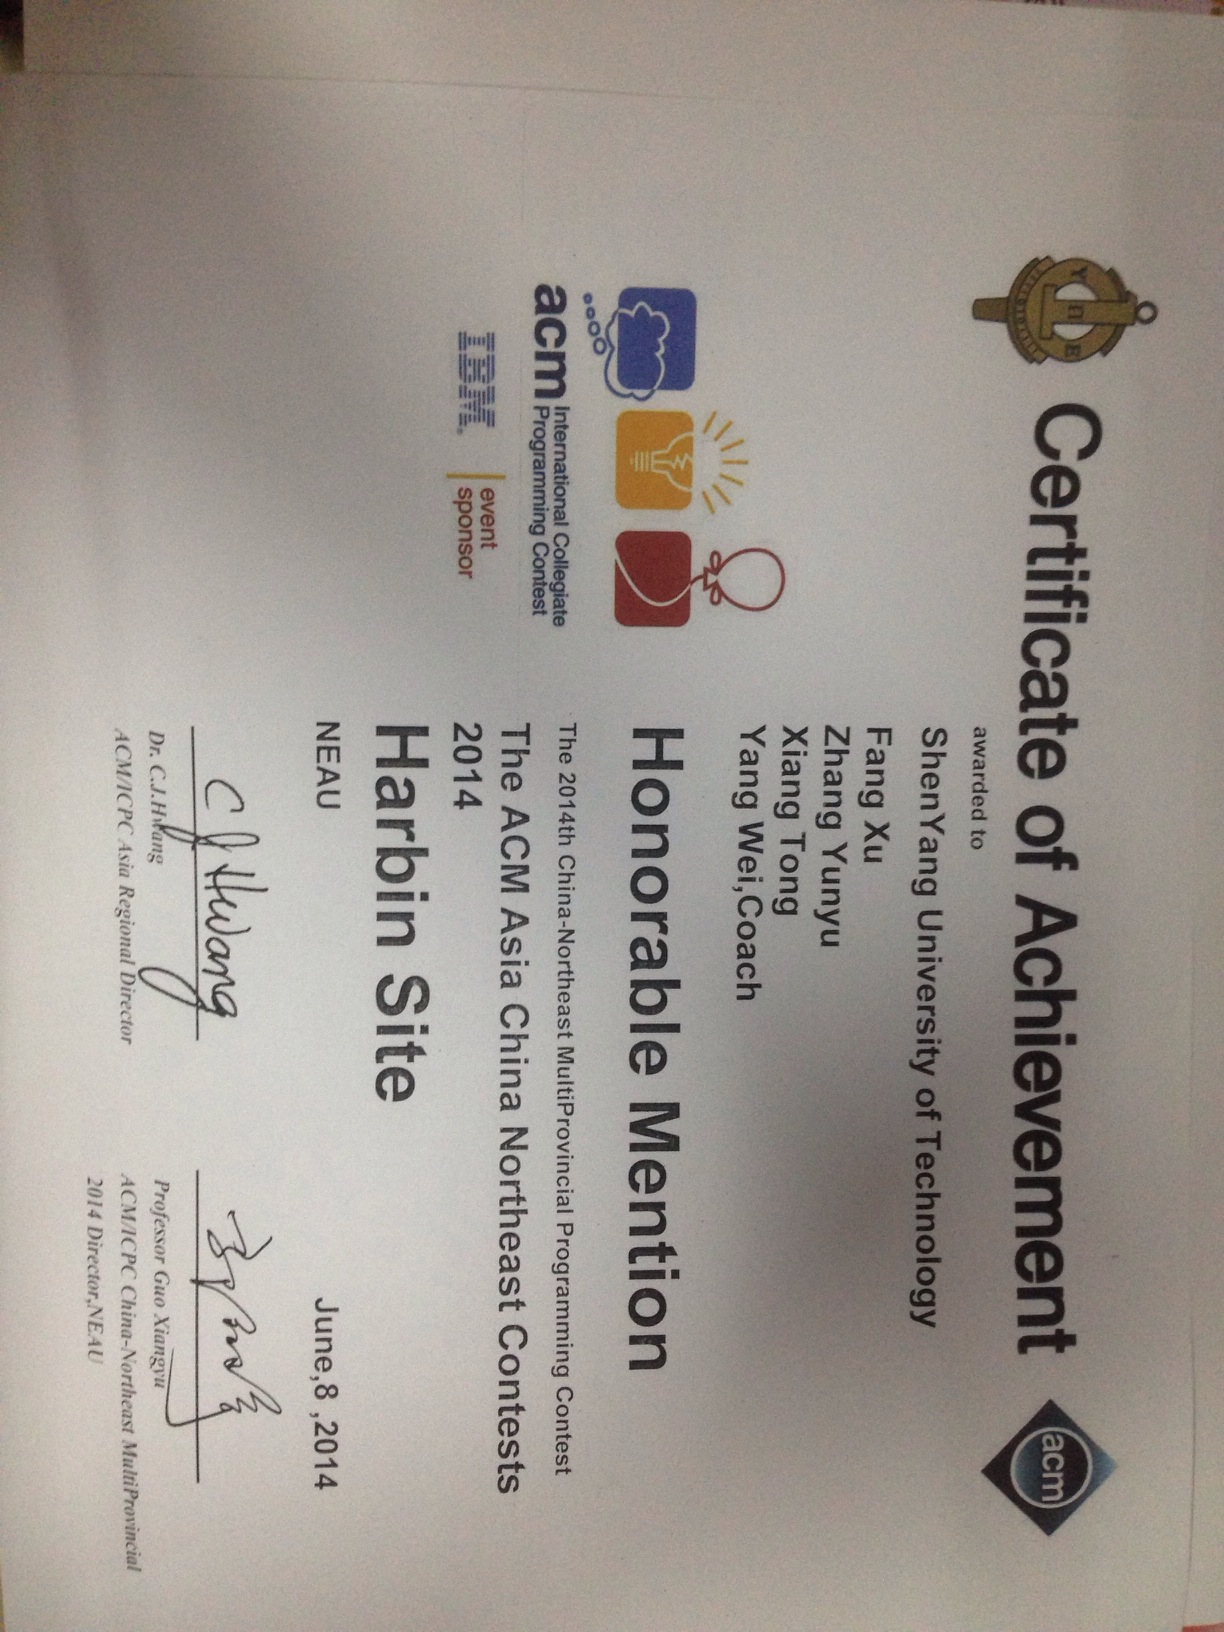 Certificate of Achievement
Y Π E
acm
awarded to
ShenYang University of Technology
Fang Xu
Zhang Yunyu
Xiang Tong
Yang Wei,Coach
Honorable Mention
acm International Collegiate
Programming Contest
IBM. event
sponsor
The 2014th China-Northeast MultiProvincial Programming Contest
The ACM Asia China Northeast Contests
2014
Harbin Site
NEAU June,8 ,2014
C J Hwang
Dr. C.J.Hwang
ACM/ICPC Asia Regional Director
Professor Guo Xiangyu
ACM/ICPC China-Northeast MultiProvincial
2014 Director,NEAU